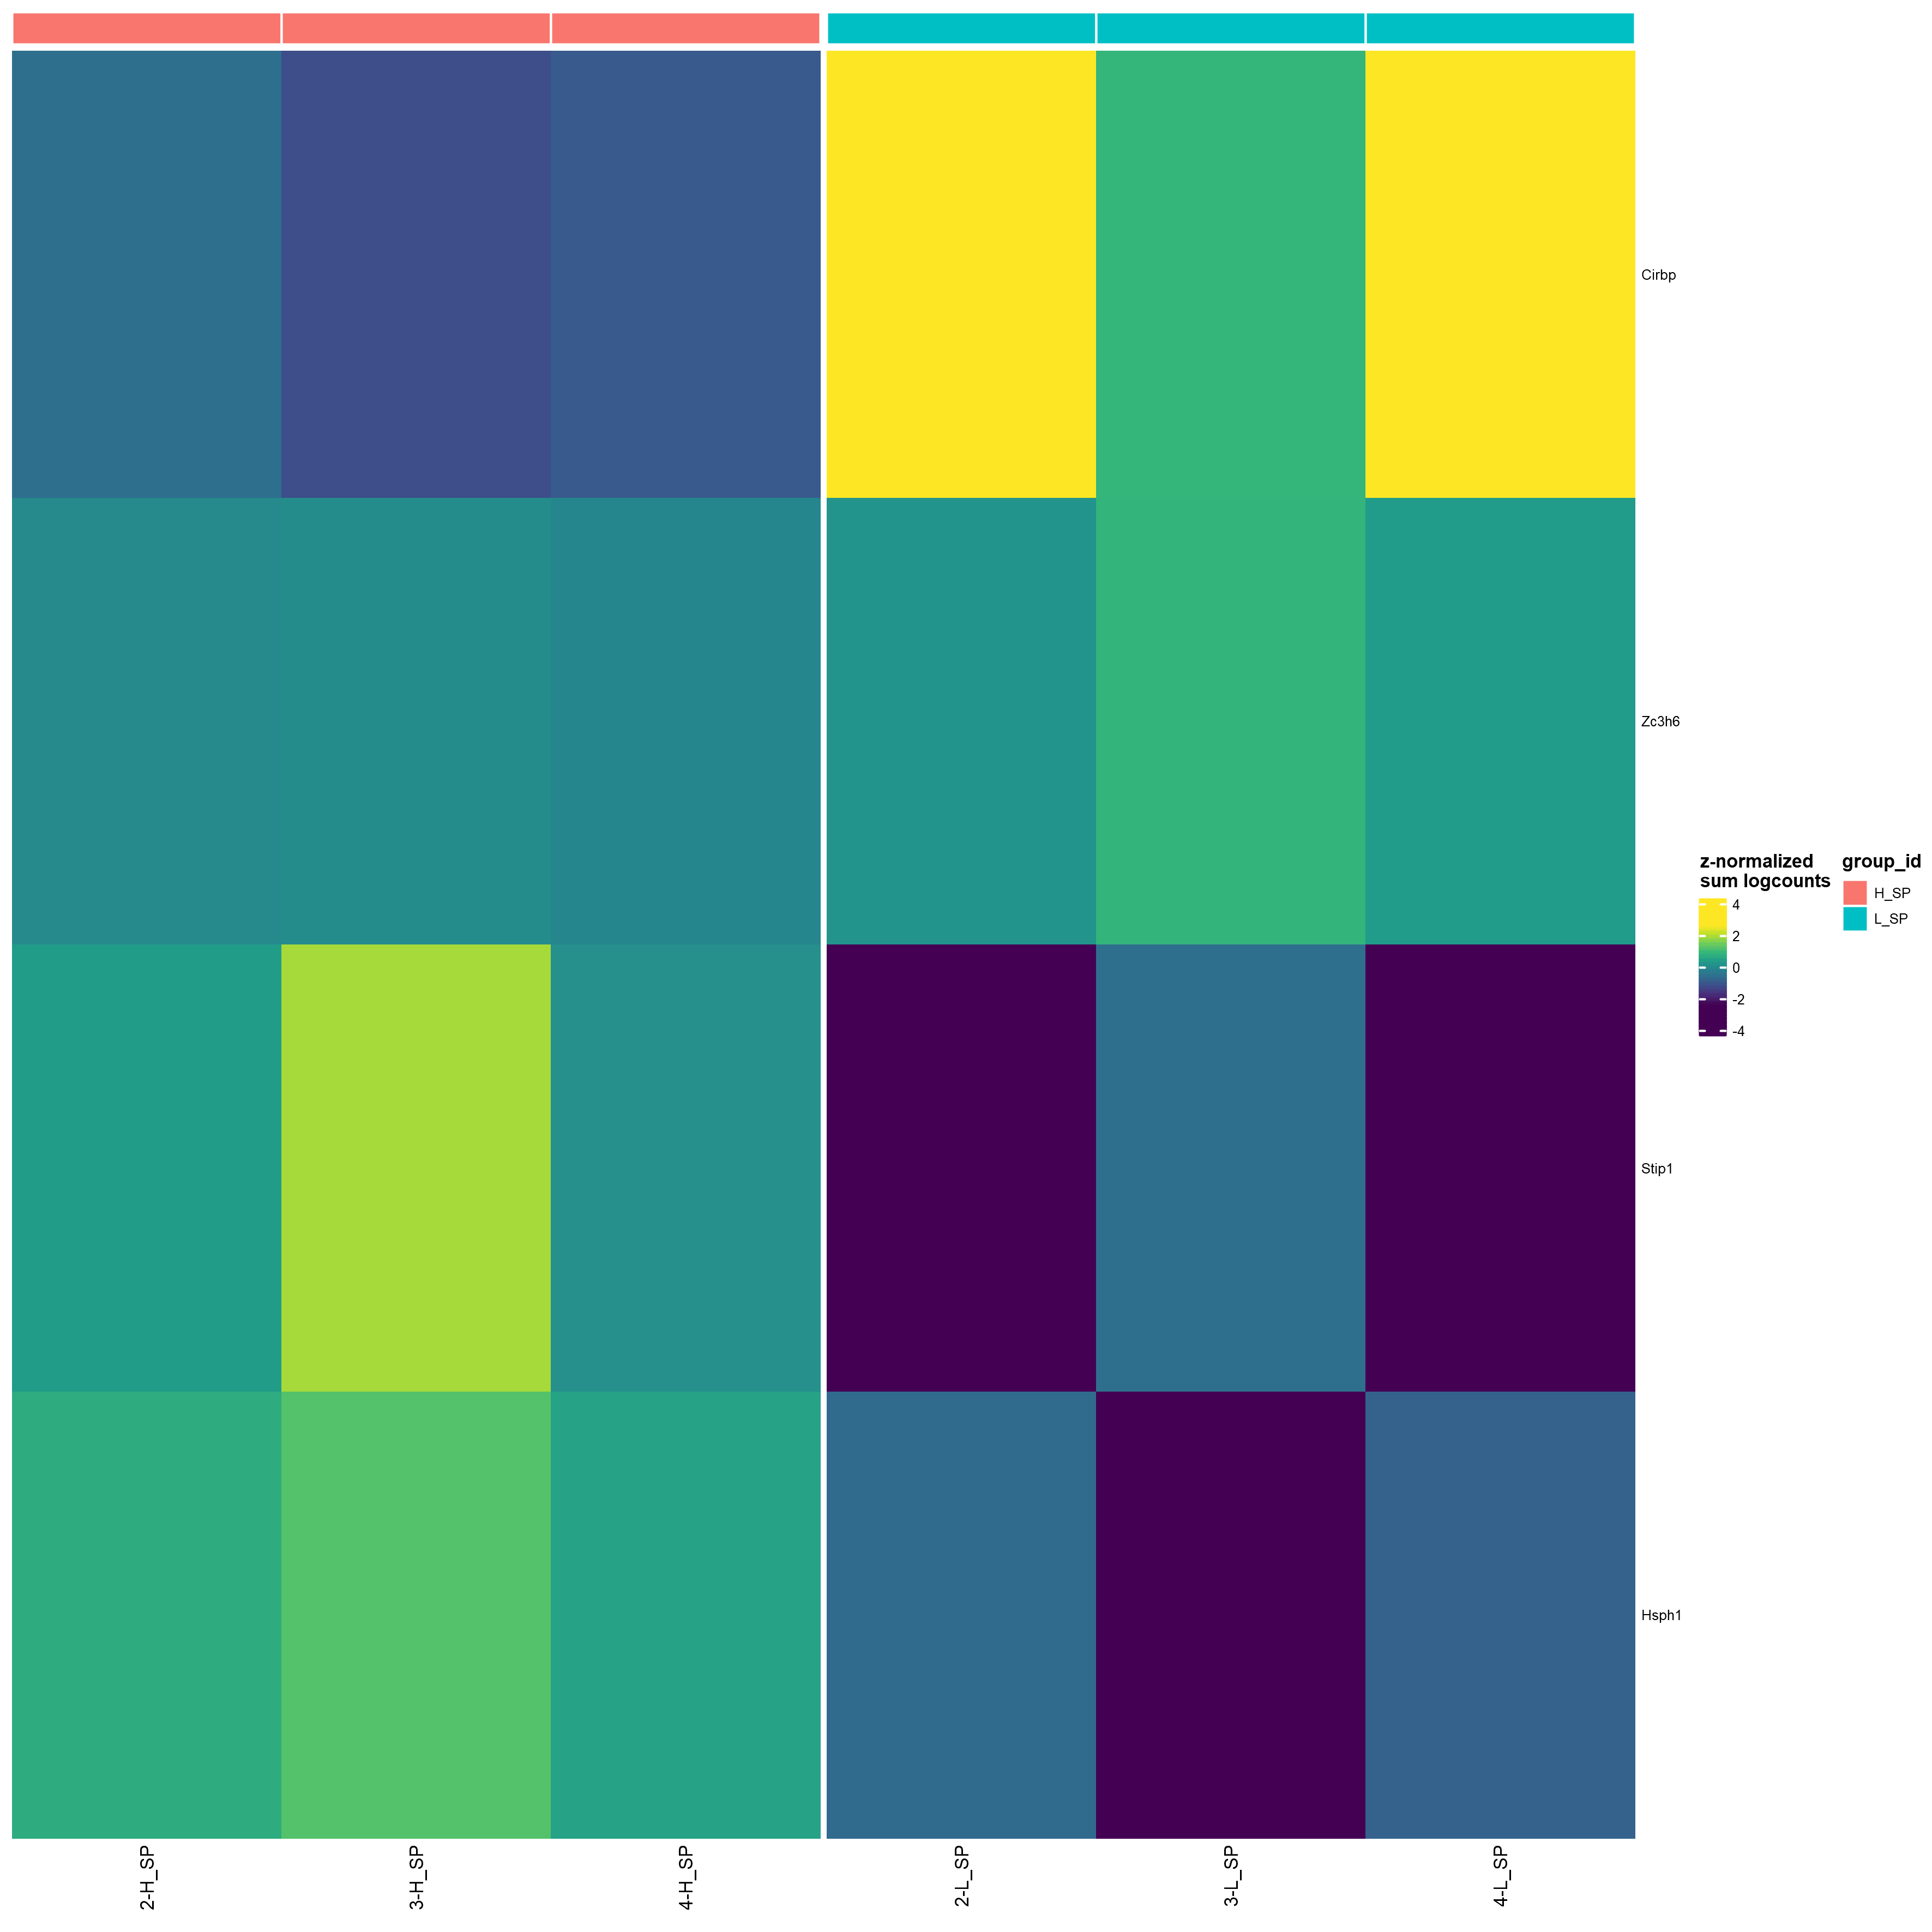 Cirbp
Zc3h6
Stip1
Hsph1
2-H_SP
3-H_SP
4-H_SP
2-L_SP
3-L_SP
4-L_SP
z-normalized
sum logcounts
4
2
0
-2
-4
group_id
H_SP
L_SP